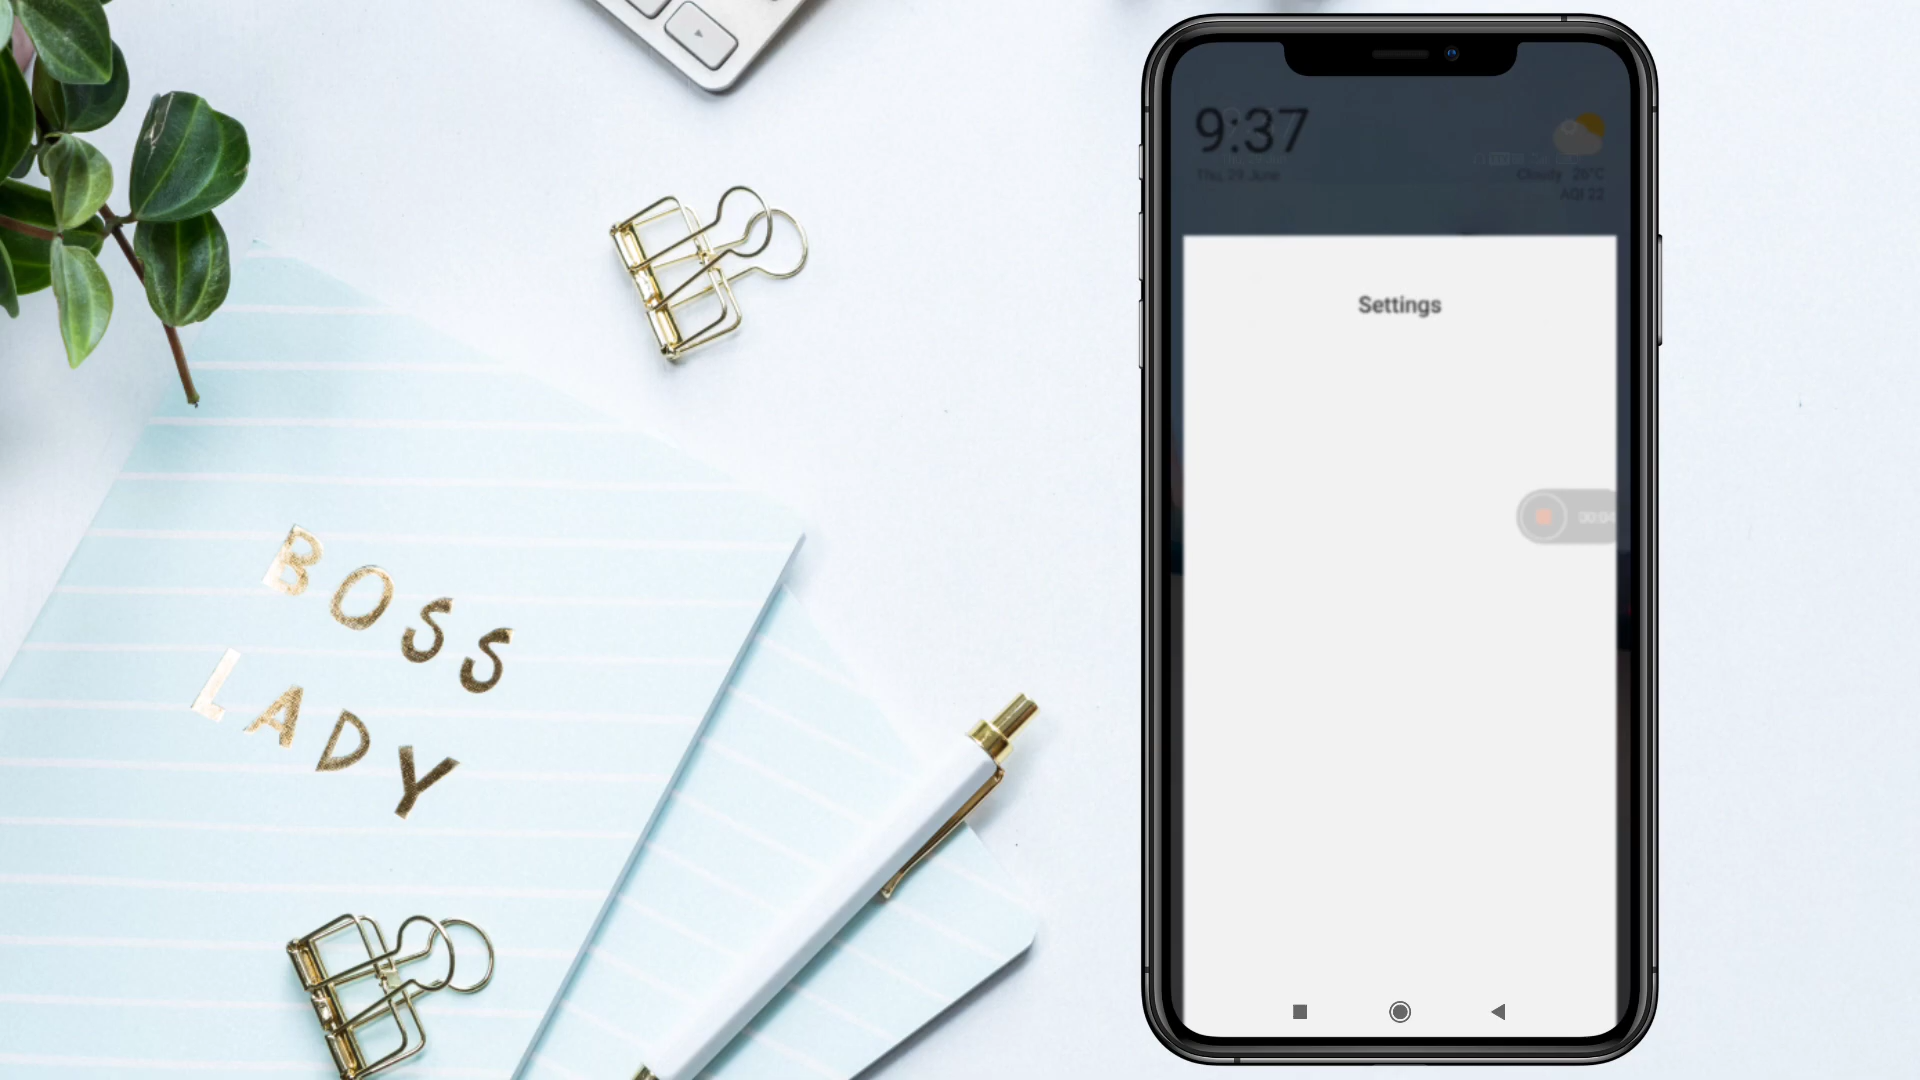 BOSS
LADY
9:37
Thu, 29 June
Cloudy 26°C
AQI 22
Settings